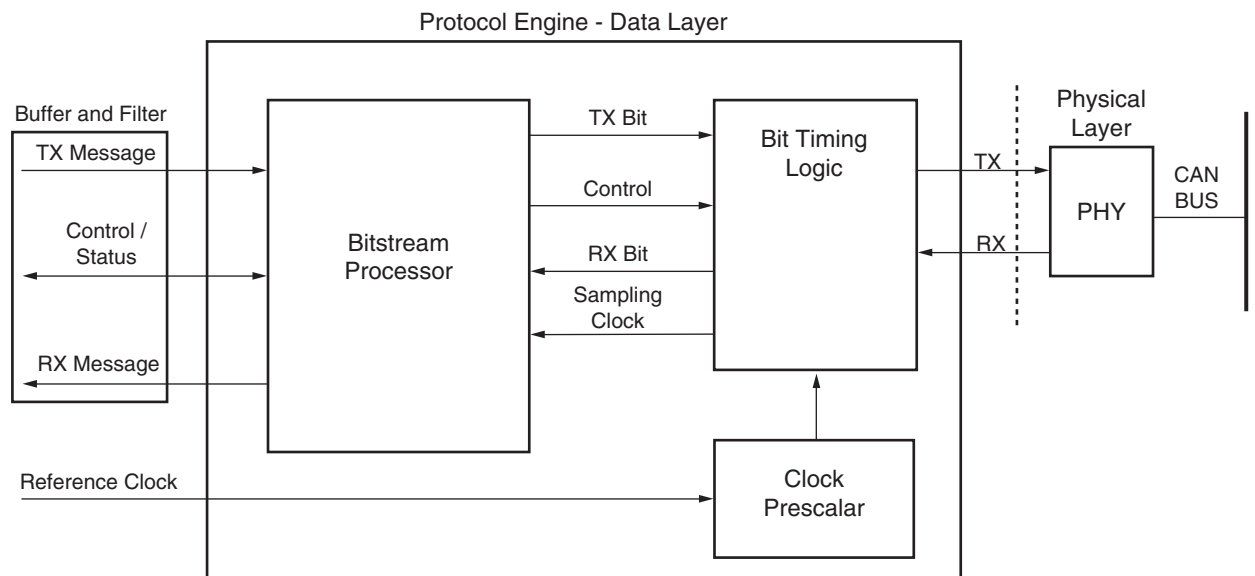 Protocol Engine - Data Layer
Buffer and Filter
TX Message
Control /
Status
RX Message
Reference Clock
Bitstream
Processor
TX Bit
Control
RX Bit
Sampling
Clock
Bit Timing
Logic
Clock
Prescalar
TX
RX
Physical
Layer
PHY
CAN
BUS